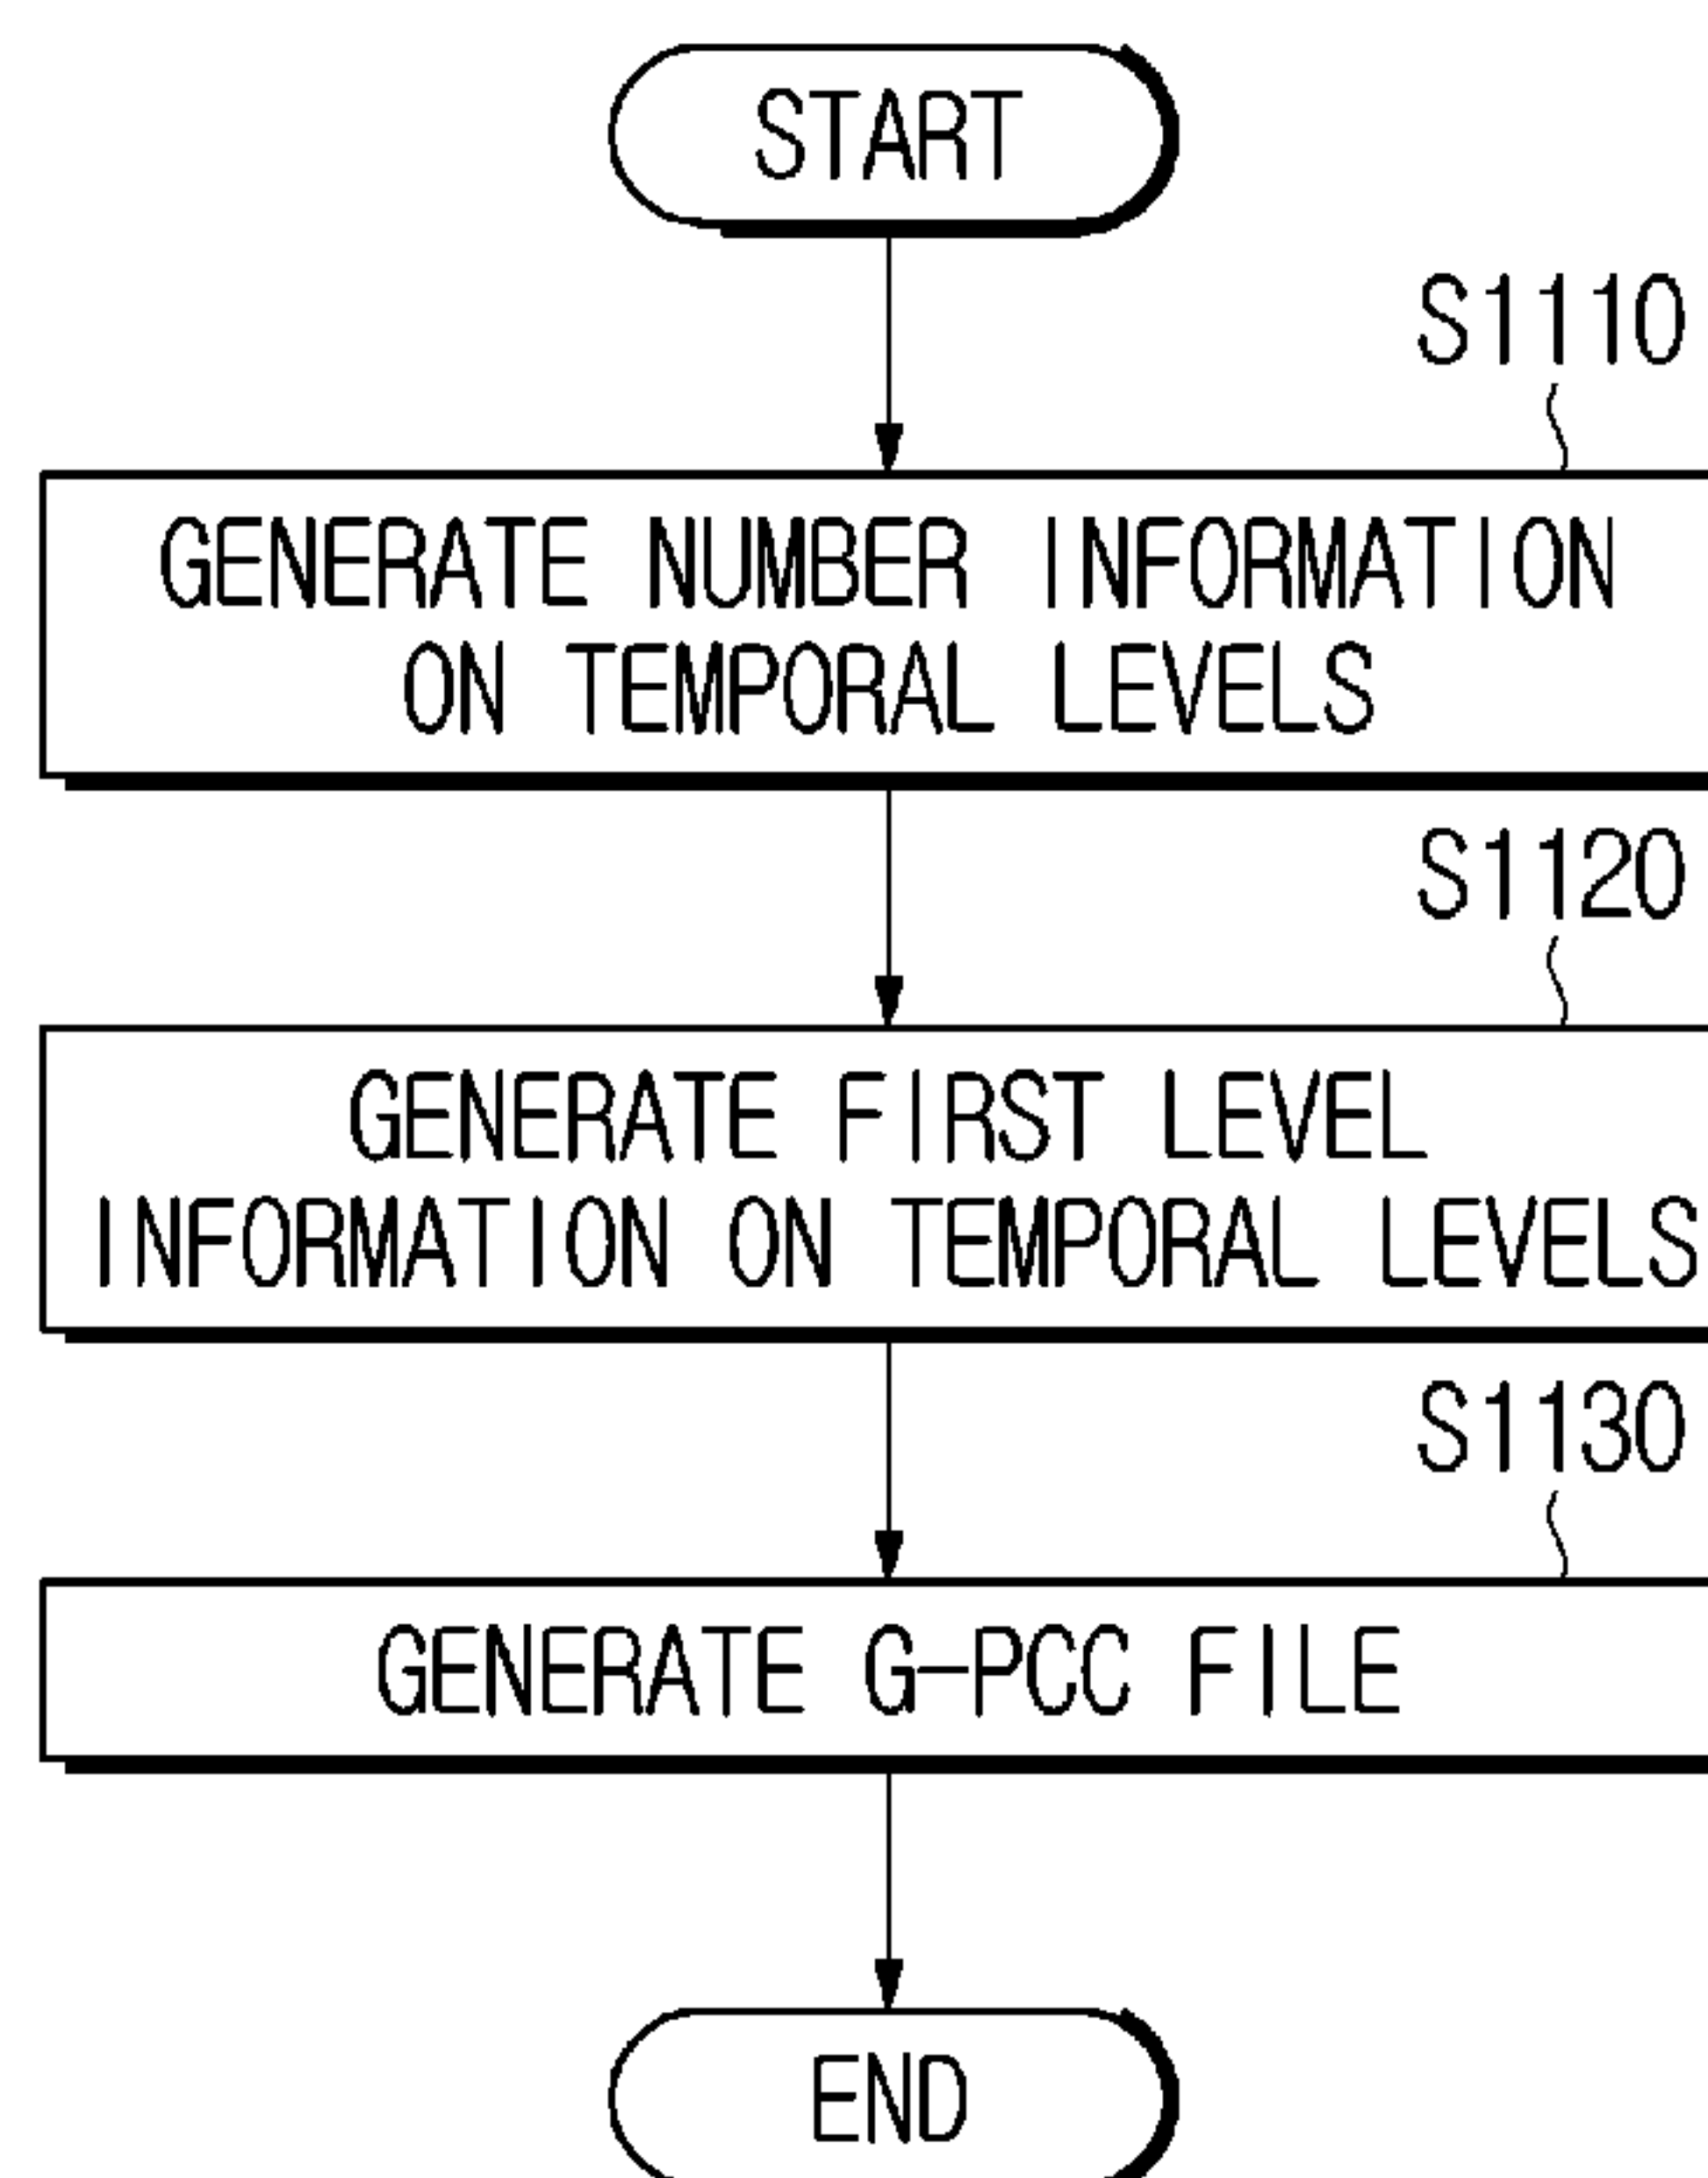 START
S1110
GENERATE NUMBER INFORMATION
ON TEMPORAL LEVELS
S1120
GENERATE FIRST LEVEL
INFORMATION ON TEMPORAL LEVELS
S1130
GENERATE G-PCC FILE
END